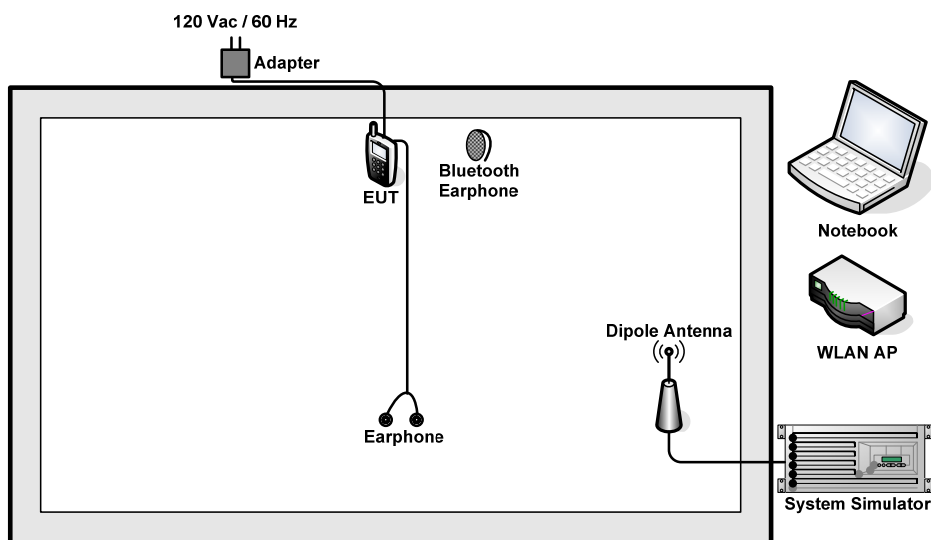 120 Vac / 60 Hz
Adapter
EUT
Bluetooth
Earphone
Notebook
WLAN AP
Dipole Antenna
Earphone
System Simulator